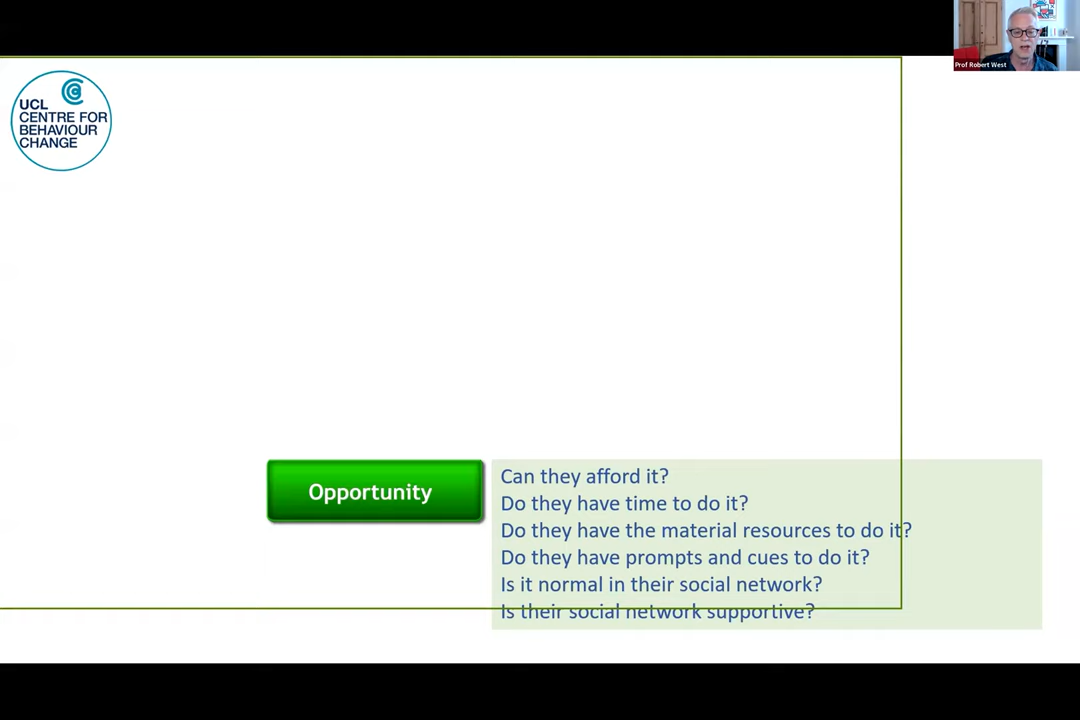 Prof Robert West
UCL
CENTRE FOR
BEHAVIOUR
CHANGE
Opportunity
Can they afford it?
Do they have time to do it?
Do they have the material resources to do it?
Do they have prompts and cues to do it?
Is it normal in their social network?
Is their social network supportive?